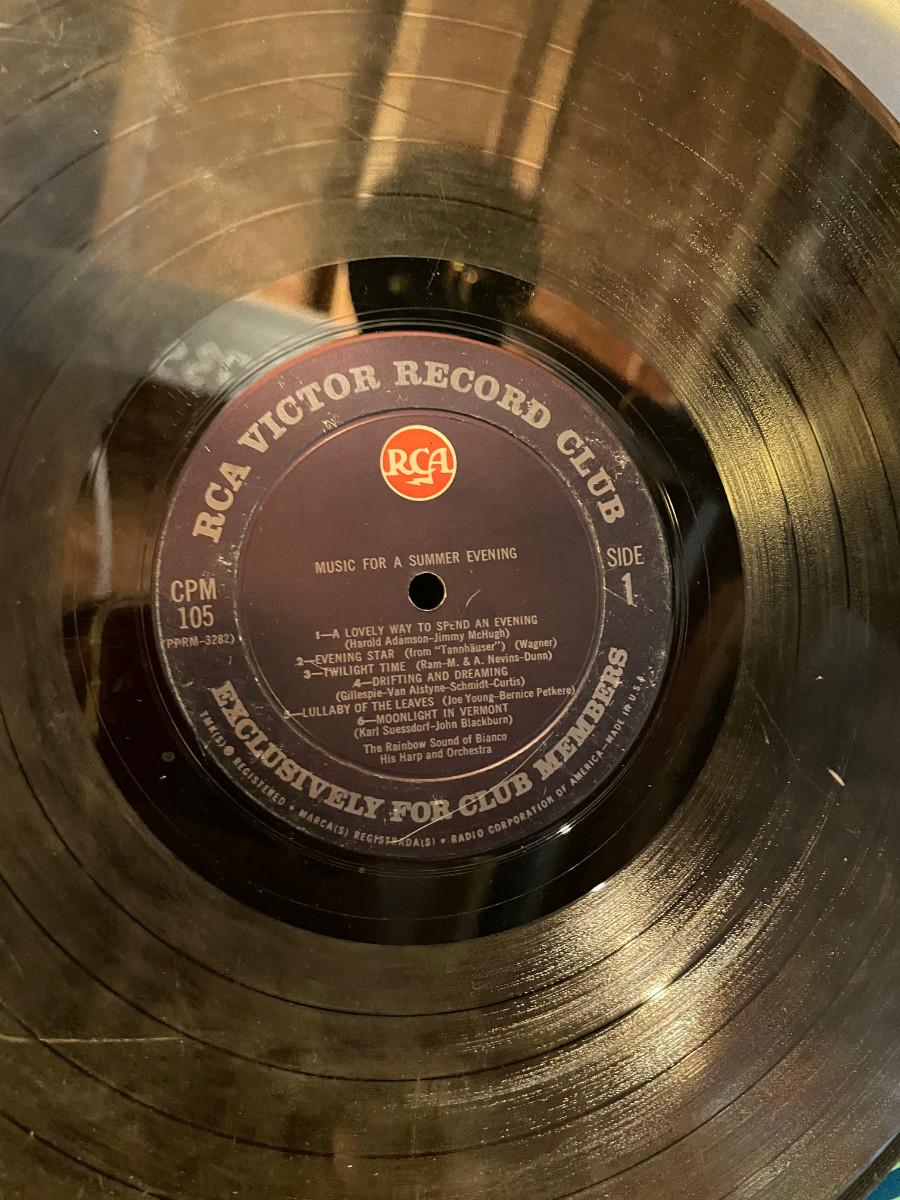 RCA VICTOR RECORD CLUB
RCA
MUSIC FOR A SUMMER EVENING
SIDE
1
CPM
105
(PPRM-3282)
1—A LOVELY WAY TO SPEND AN EVENING
(Harold Adamson-Jimmy McHugh)
2—EVENING STAR (from "Tannhäuser") (Wagner)
3—TWILIGHT TIME (Ram-M. & A. Nevins-Dunn)
4—DRIFTING AND DREAMING
(Gillespie-Van Alstyne-Schmidt-Curtis)
5—LULLABY OF THE LEAVES (Joe Young-Bernice Petkere)
6—MOONLIGHT IN VERMONT
(Karl Suessdorf-John Blackburn)
The Rainbow Sound of Bianco
His Harp and Orchestra
EXCLUSIVELY FOR CLUB MEMBERS
TMK(S) ® REGISTERED • MARCA(S) REGISTRADA(S) • RADIO CORPORATION OF AMERICA—MADE IN U.S.A.